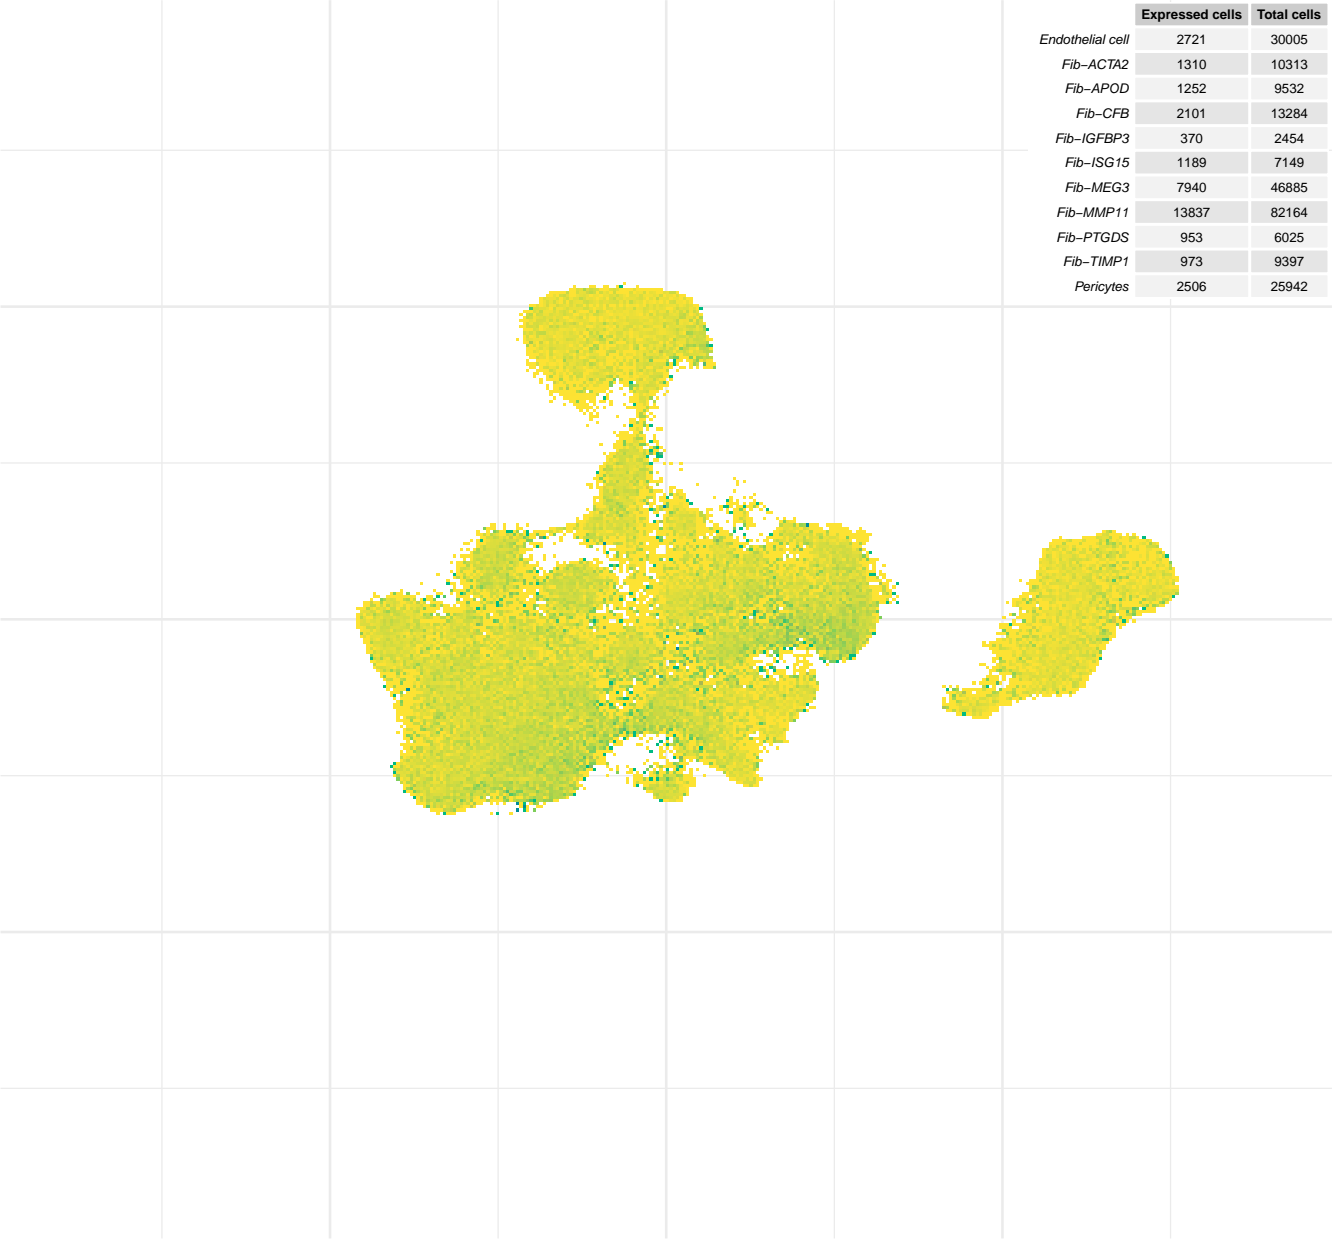 Expressed cells Total cells
Endothelial cell 2721 30005
Fib−ACTA2 1310 10313
Fib−APOD 1252 9532
Fib−CFB 2101 13284
Fib−IGFBP3 370 2454
Fib−ISG15 1189 7149
Fib−MEG3 7940 46885
Fib−MMP11 13837 82164
Fib−PTGDS 953 6025
Fib−TIMP1 973 9397
Pericytes 2506 25942